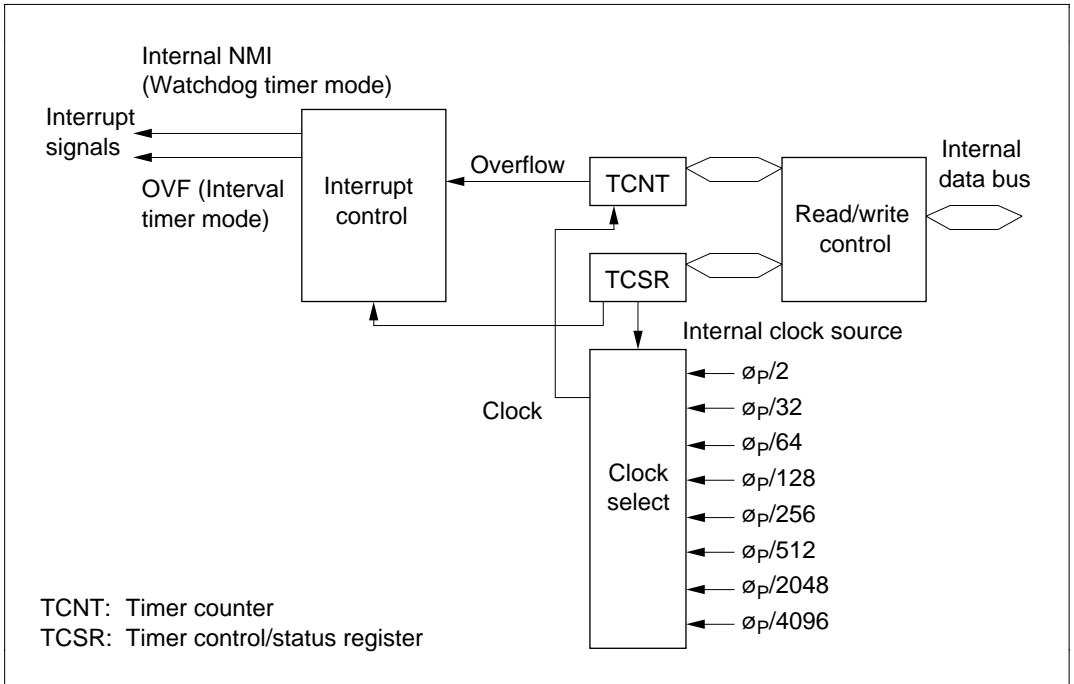 Internal NMI
(Watchdog timer mode)
Interrupt
signals
OVF (Interval
timer mode)
Interrupt
control
Overflow
TCNT
TCSR
Read/write
control
Internal
data bus
Internal clock source
Clock
Clock
select
øP/2
øP/32
øP/64
øP/128
øP/256
øP/512
øP/2048
øP/4096
TCNT: Timer counter
TCSR: Timer control/status register